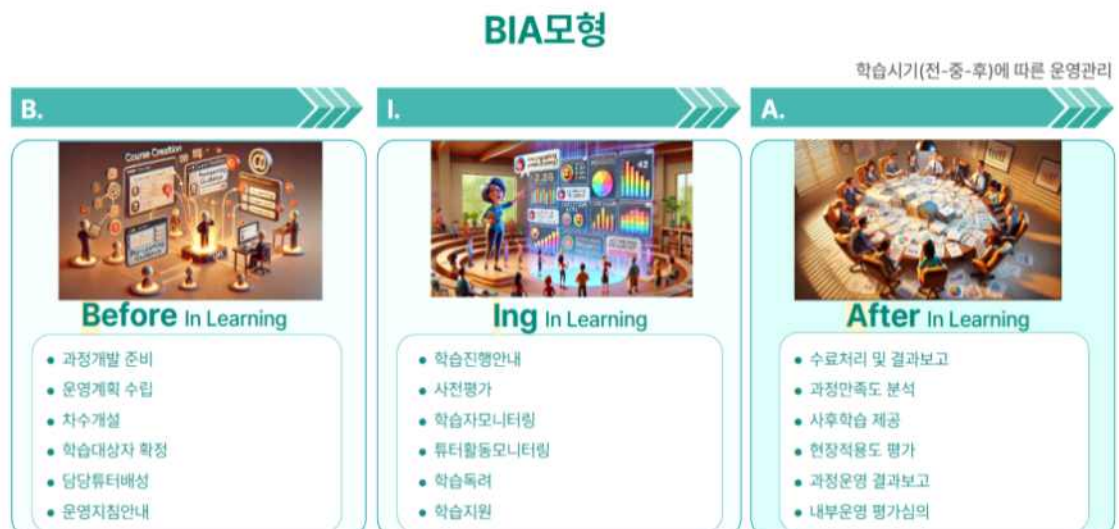 BIA모형
학습시기(전-중-후)에 따른 운영관리
B.
I.
A.
Course Creation
Before In Learning
• 과정개발 준비
• 운영계획 수립
• 차수개설
• 학습대상자 확정
• 담당튜터배성
• 운영지침안내
Ing In Learning
• 학습진행안내
• 사전평가
• 학습자모니터링
• 튜터활동모니터링
• 학습독려
• 학습지원
After In Learning
• 수료처리 및 결과보고
• 과정만족도 분석
• 사후학습 제공
• 현장적용도 평가
• 과정운영 결과보고
• 내부운영 평가심의